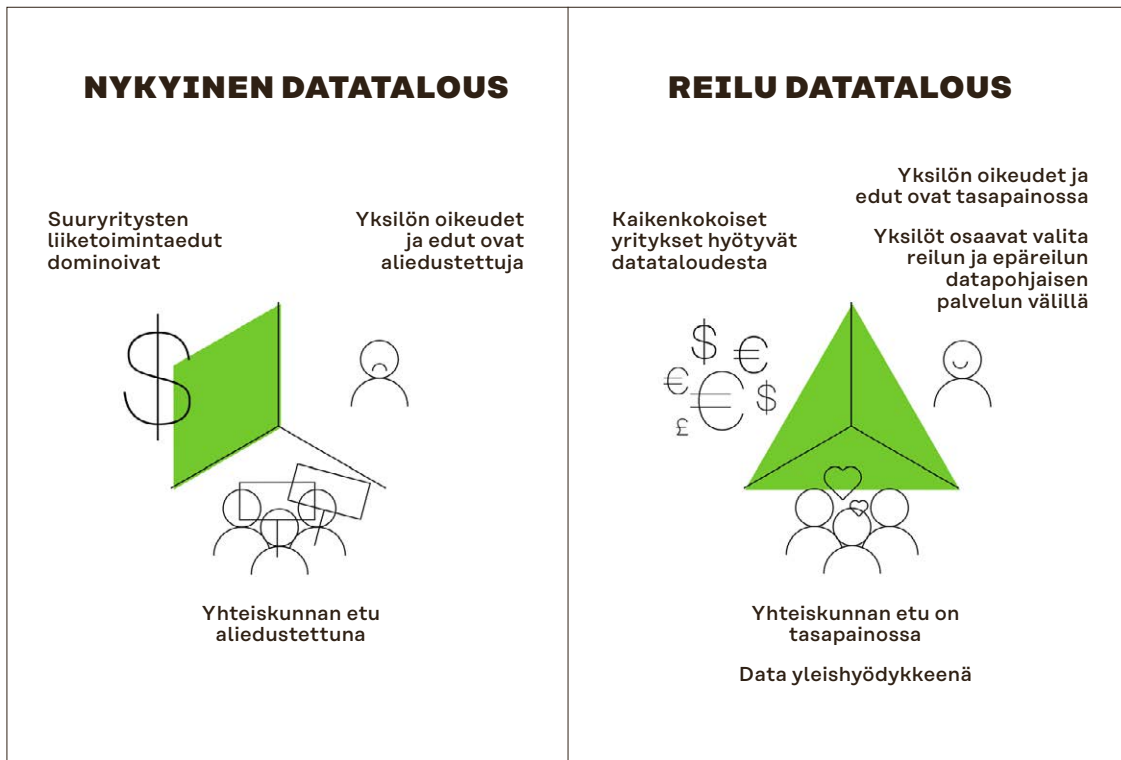 NYKYINEN DATATALOUS
Suuryritysten
liiketoimintaedut
dominoivat
Yksilön oikeudet
ja edut ovat
aliedustettuja
$
Yhteiskunnan etu
aliedustettuna
REILU DATATALOUS
Kaikenkokoiset
yritykset hyötyvät
datataloudesta
Yksilön oikeudet ja
edut ovat tasapainossa
Yksilöt osaavat valita
reilun ja epäreilun
datapohjaisen
palvelun välillä
$ €
€ € $
£
Yhteiskunnan etu on
tasapainossa
Data yleishyödykkeenä